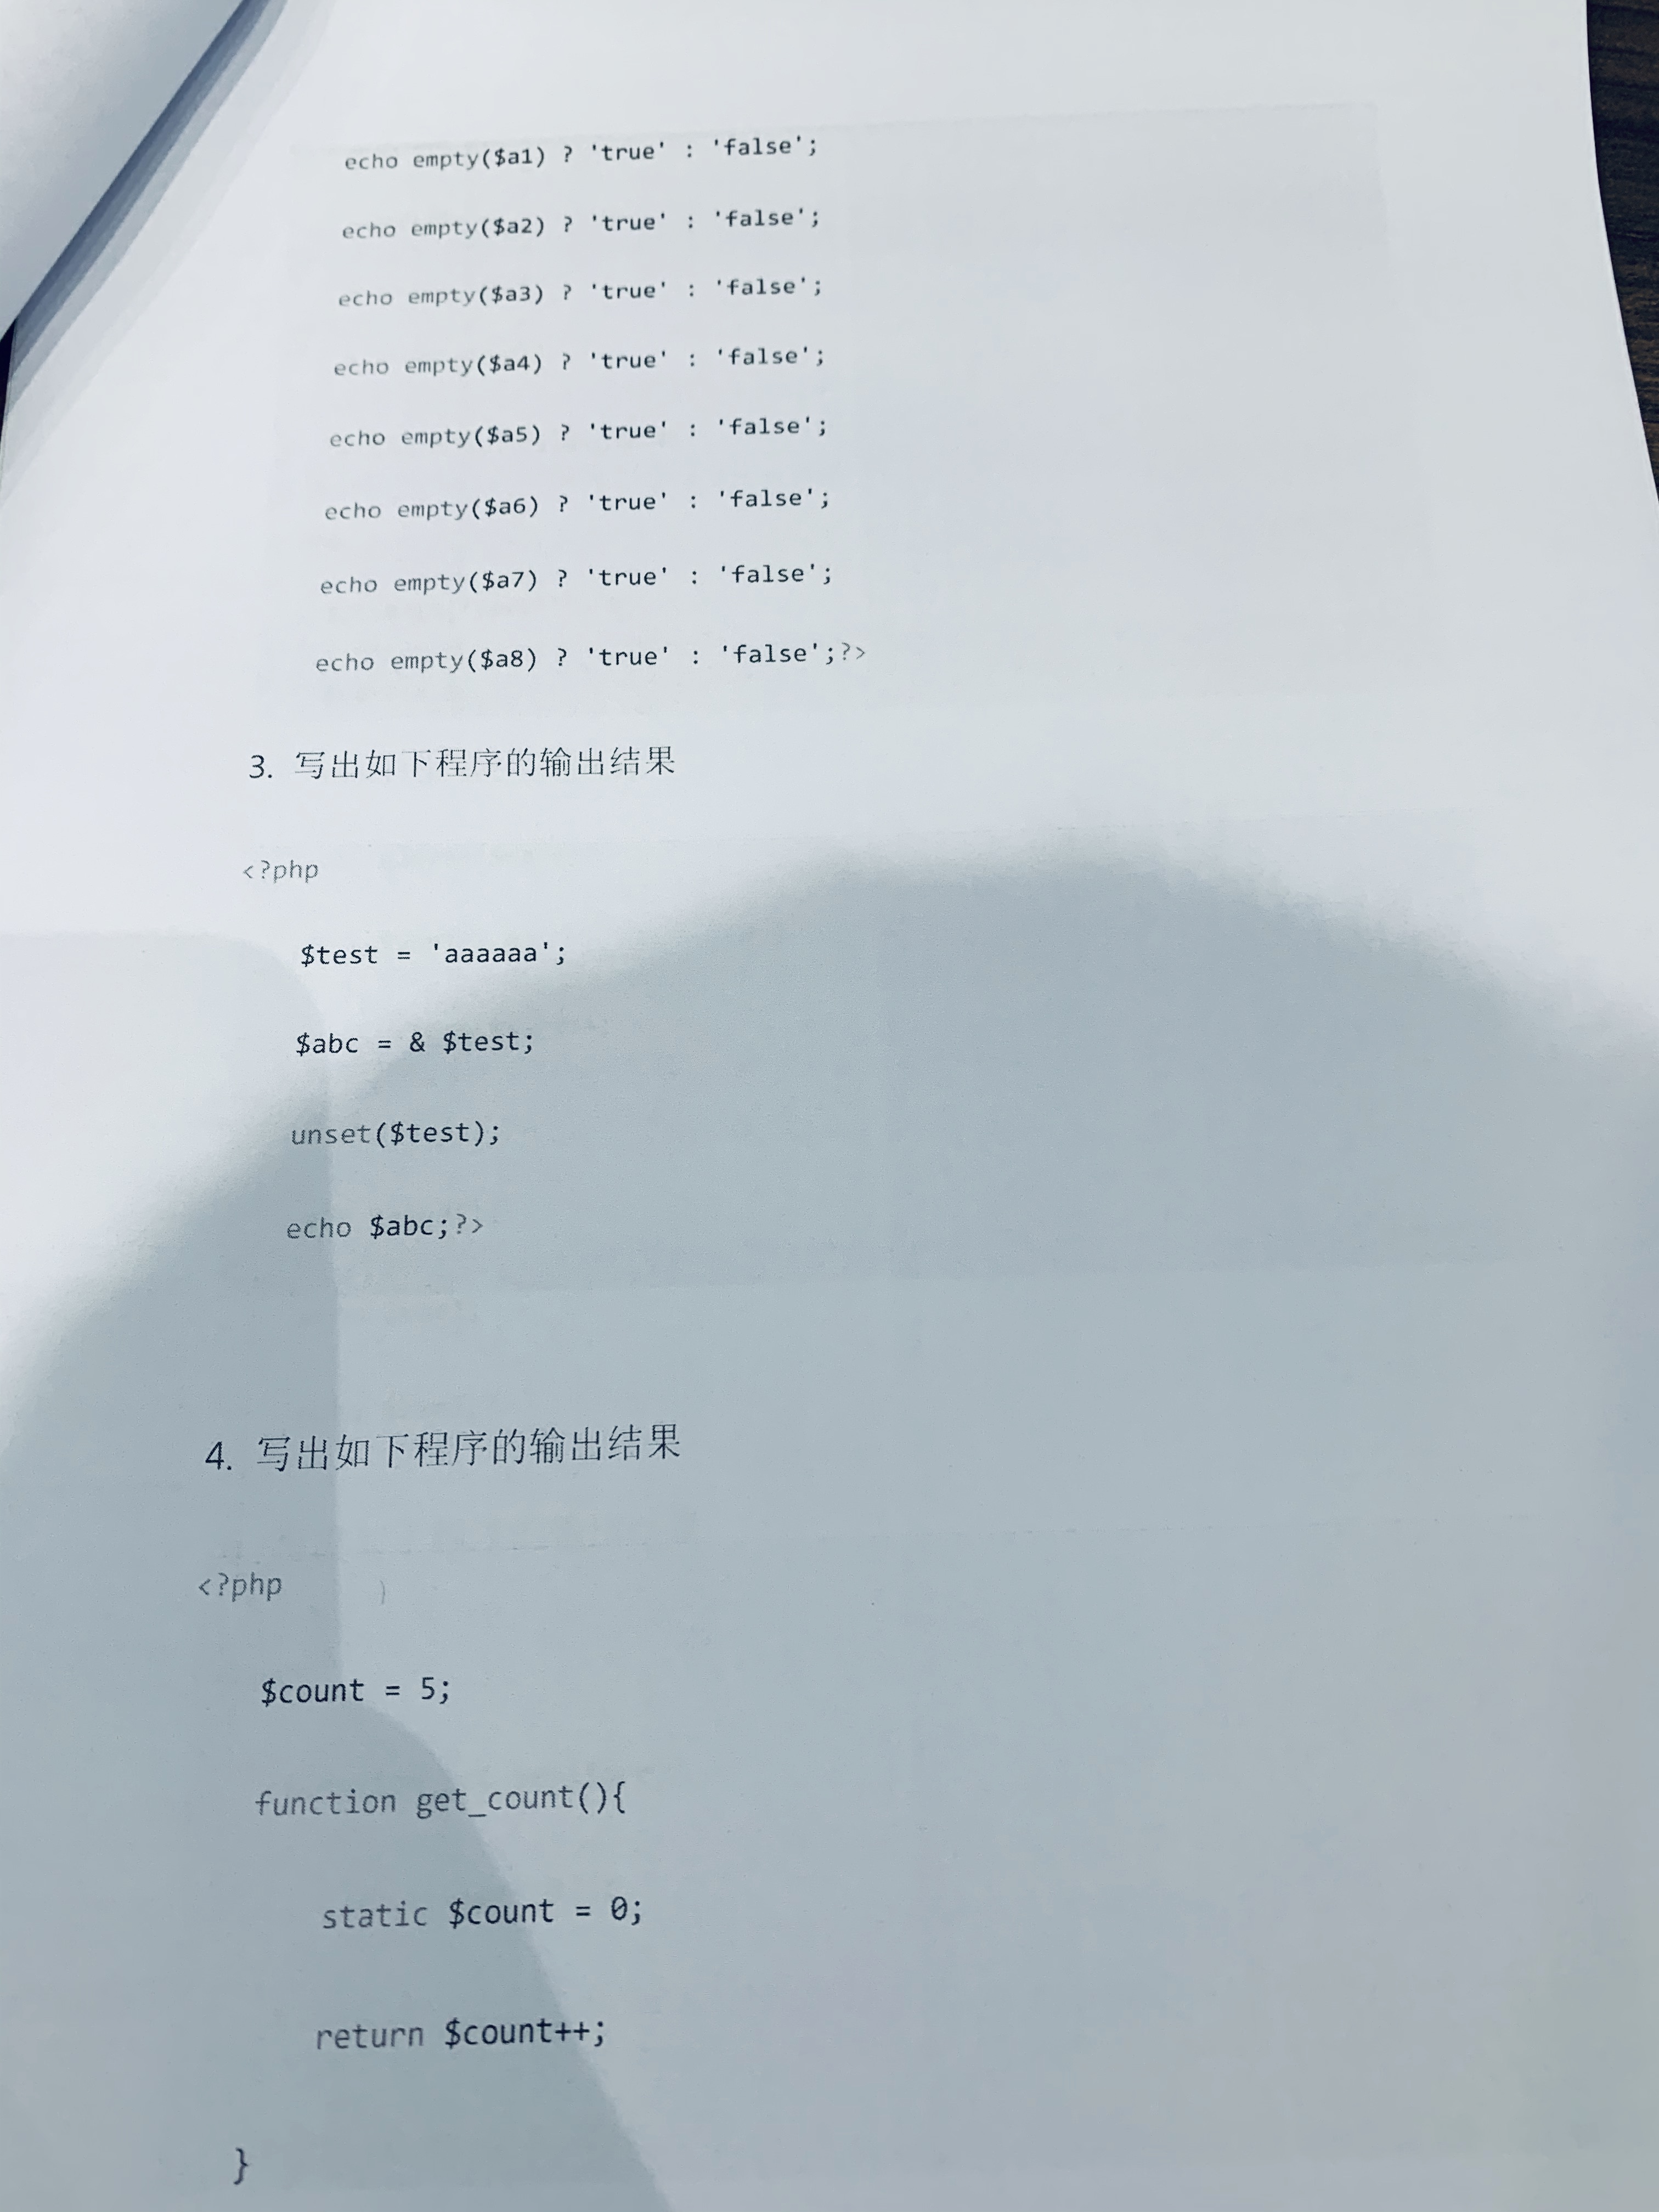 echo empty($a1) ? 'true' : 'false';
echo empty($a2) ? 'true' : 'false';
echo empty($a3) ? 'true' : 'false';
echo empty($a4) ? 'true' : 'false';
echo empty($a5) ? 'true' : 'false';
echo empty($a6) ? 'true' : 'false';
echo empty($a7) ? 'true' : 'false';
echo empty($a8) ? 'true' : 'false';?>
3. 写出如下程序的输出结果
<?php
$test = 'aaaaaa';
$abc = & $test;
unset($test);
echo $abc;?>
4. 写出如下程序的输出结果
<?php
$count = 5;
function get_count(){
static $count = 0;
return $count++;
}